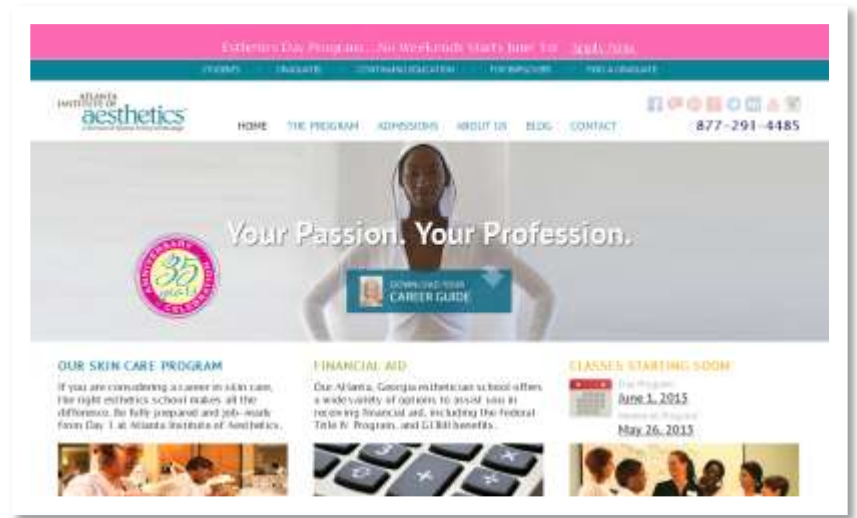 Esthetics Day Program... No Weekends Starts June 1st Apply Now
STUDENTS GRADUATES CONTINUING EDUCATION FOR EMPLOYERS FIND A GRADUATE
ATLANTA
INSTITUTE OF
aesthetics
HOME THE PROGRAM ADMISSIONS ABOUT US BLOG CONTACT
877-291-4485
Your Passion. Your Profession.
ANNIVERSARY
35
years
CELEBRATION
DOWNLOAD YOUR
CAREER GUIDE
OUR SKIN CARE PROGRAM
If you are considering a career in skin care,
the right esthetics school makes all the
difference. Be fully prepared and job-ready
from Day 1 at Atlanta Institute of Aesthetics.
FINANCIAL AID
Our Atlanta, Georgia esthetician school offers
a wide variety of options to assist you in
receiving financial aid, including the Federal
Title IV Program, and GI Bill benefits.
CLASSES STARTING SOON
Day Program
June 1, 2015
Program
May 26, 2015